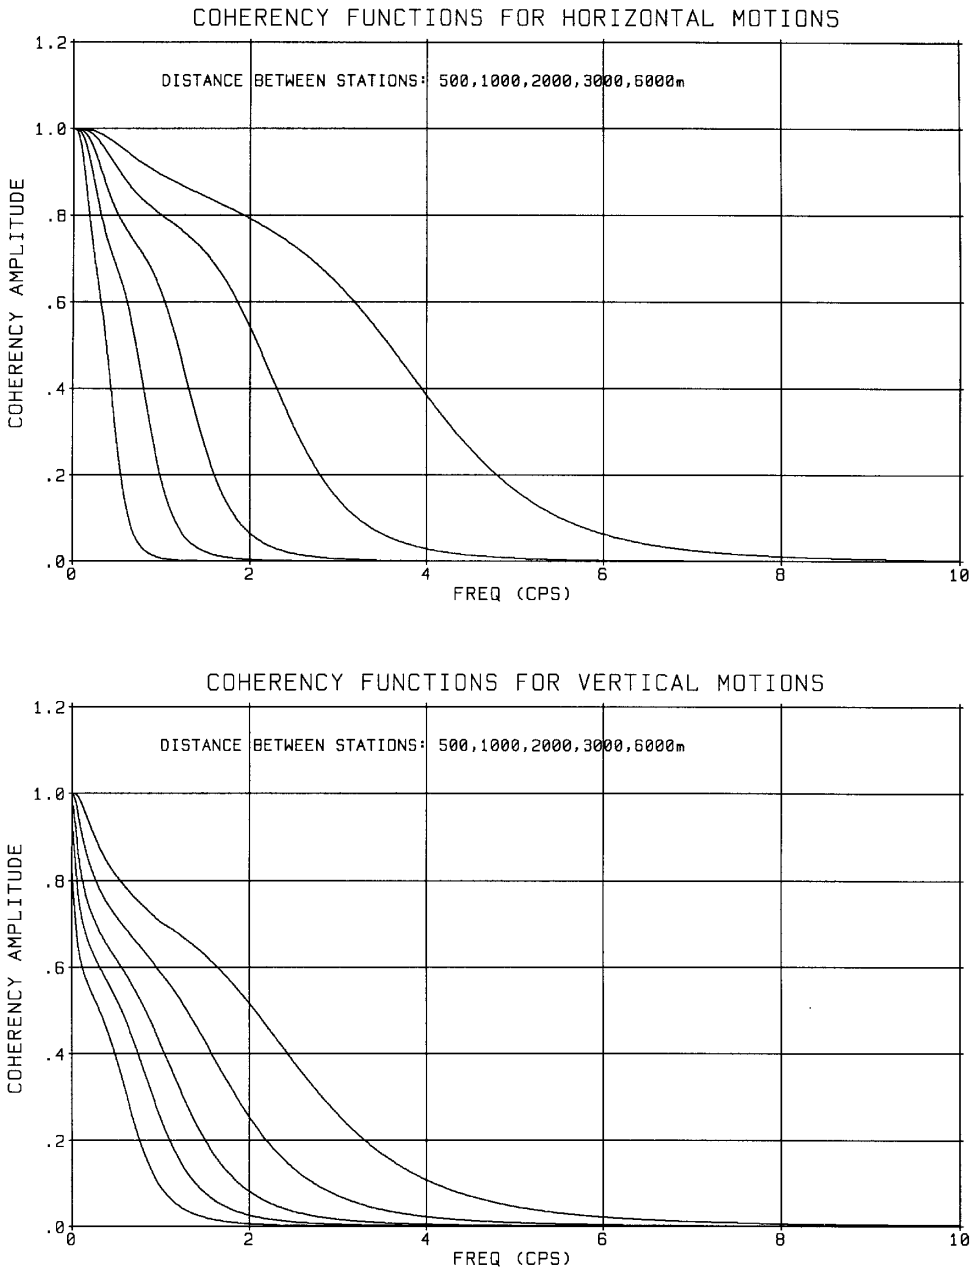 COHERENCY FUNCTIONS FOR HORIZONTAL MOTIONS
1.2
DISTANCE BETWEEN STATIONS: 500,1000,2000,3000,6000m
1.0
.8
.6
.4
.2
.0
COHERENCY AMPLITUDE
0 2 4 6 8 10
FREQ (CPS)
COHERENCY FUNCTIONS FOR VERTICAL MOTIONS
1.2
DISTANCE BETWEEN STATIONS: 500,1000,2000,3000,6000m
1.0
.8
.6
.4
.2
.0
COHERENCY AMPLITUDE
0 2 4 6 8 10
FREQ (CPS)